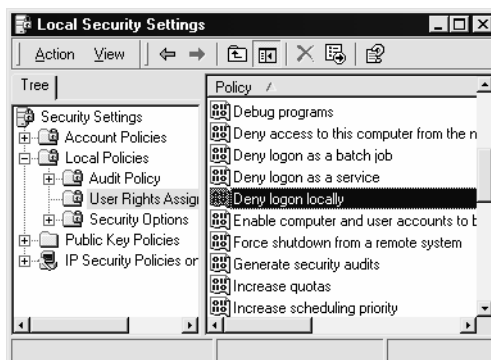 Local Security Settings
Action View
Tree
Policy
Security Settings
Account Policies
Local Policies
Audit Policy
User Rights Assig
Security Options
Public Key Policies
IP Security Policies or
Debug programs
Deny access to this computer from the n
Deny logon as a batch job
Deny logon as a service
Deny logon locally
Enable computer and user accounts to b
Force shutdown from a remote system
Generate security audits
Increase quotas
Increase scheduling priority